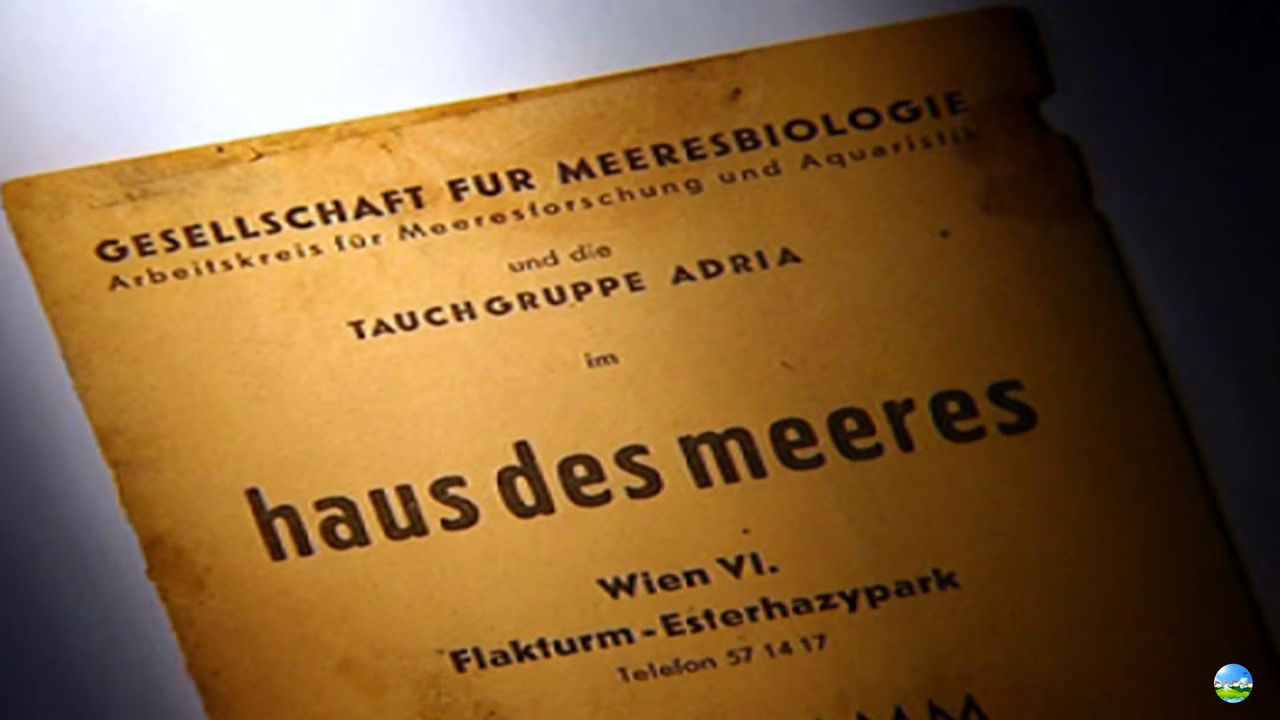 GESELLSCHAFT FUR MEERESBIOLOGIE
Arbeitskreis für Meeresforschung und Aquaristik
und die
TAUCHGRUPPE ADRIA
im
haus des meeres
Wien VI.
Flakturm-Esterhazypark
Telefon 57 14 17